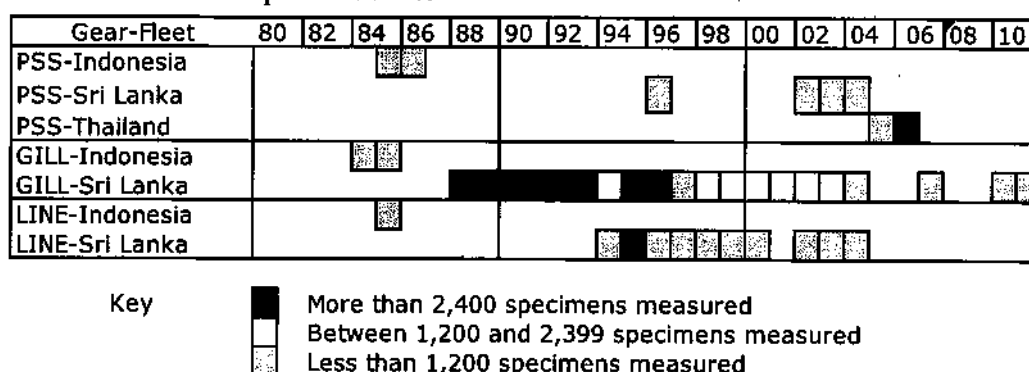 Gear-Fleet 80 82 84 86 88 90 92 94 96 98 00 02 04 06 08 10
PSS-Indonesia
PSS-Sri Lanka
PSS-Thailand
GILL-Indonesia
GILL-Sri Lanka
LINE-Indonesia
LINE-Sri Lanka
Key
More than 2,400 specimens measured
Between 1,200 and 2,399 specimens measured
Less than 1,200 specimens measured